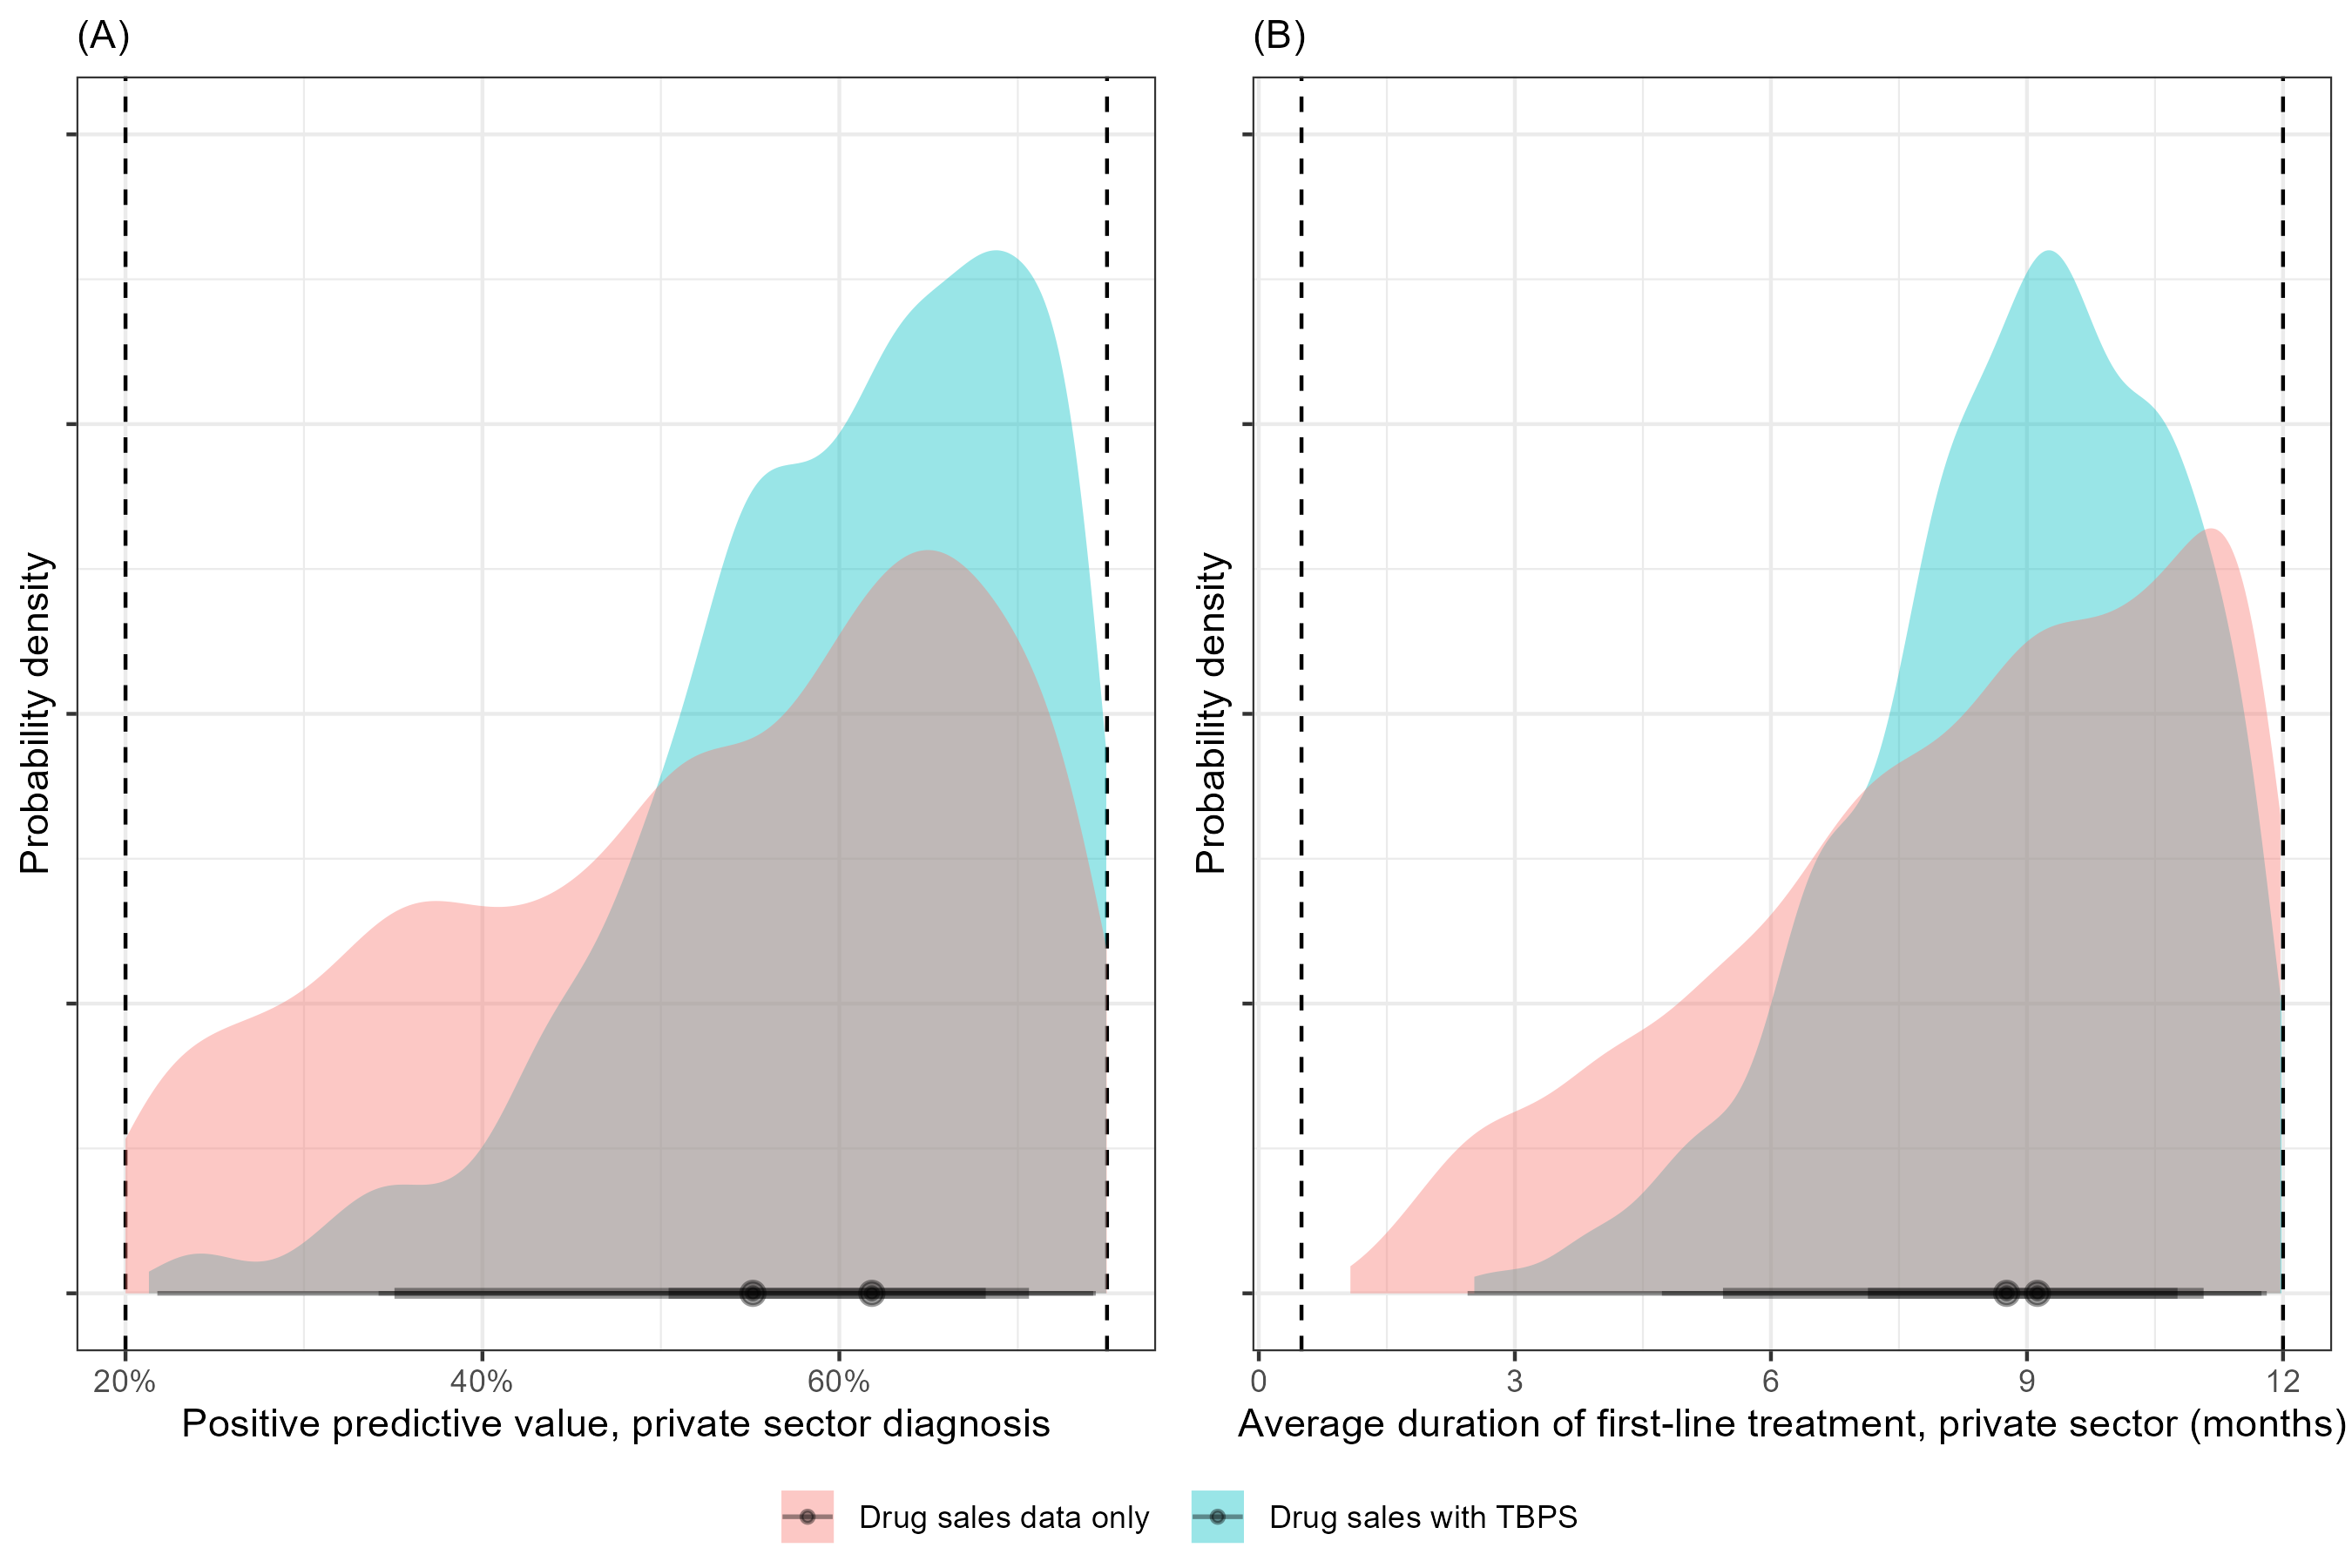 (A)
(B)
Probability density
Probability density
20%
40%
60%
0
3
6
9
12
Positive predictive value, private sector diagnosis
Average duration of first-line treatment, private sector (months)
Drug sales data only
Drug sales with TBPS